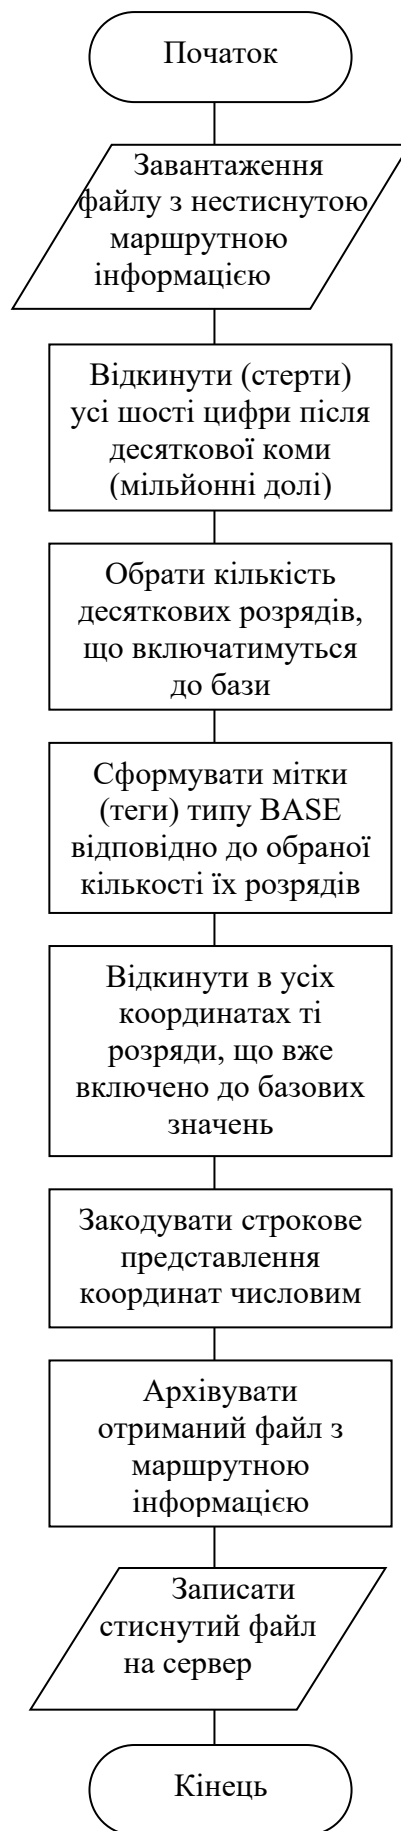 Початок
Завантаження
файлу з нестиснутою
маршрутною
інформацією
Відкинути (стерти)
усі шості цифри після
десяткової коми
(мільйонні долі)
Обрати кількість
десяткових розрядів,
що включатимуться
до бази
Сформувати мітки
(теги) типу BASE
відповідно до обраної
кількості їх розрядів
Відкинути в усіх
координатах ті
розряди, що вже
включено до базових
значень
Закодувати строкове
представлення
координат числовим
Архівувати
отриманий файл з
маршрутною
інформацією
Записати
стиснутий файл
на сервер
Кінець